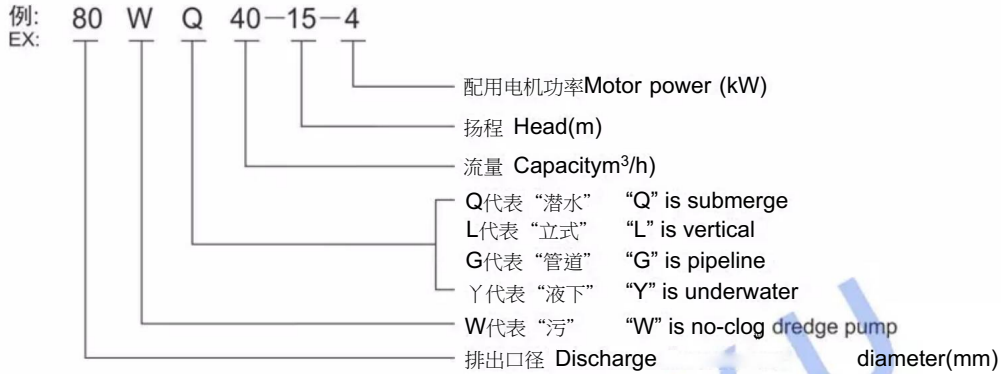 例: 80 W Q 40－15－4
EX:
配用电机功率Motor power (kW)
扬程 Head(m)
流量 Capacitym³/h)
Q代表“潜水” “Q” is submerge
L代表“立式” “L” is vertical
G代表“管道” “G” is pipeline
丫代表“液下” “Y” is underwater
W代表“污” “W” is no-clog dredge pump
排出口径 Discharge diameter(mm)